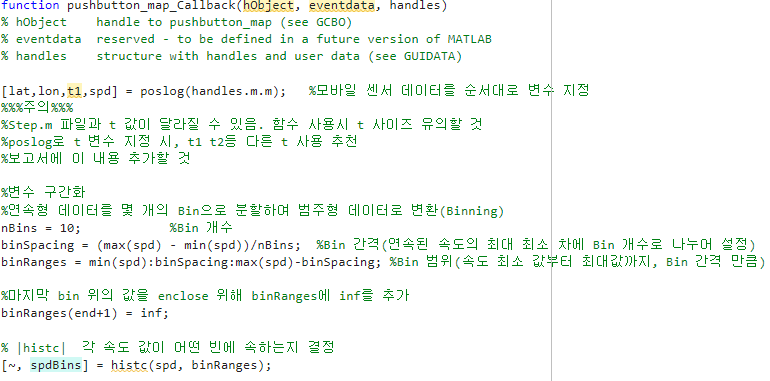 function pushbutton_map_Callback(hObject, eventdata, handles)
% hObject    handle to pushbutton_map (see GCBO)
% eventdata  reserved - to be defined in a future version of MATLAB
% handles    structure with handles and user data (see GUIDATA)
[lat,lon,t1,spd] = poslog(handles.m.m);   %모바일 센서 데이터를 순서대로 변수 지정
%%%주의%%%
%Step.m 파일과 t 값이 달라질 수 있음. 함수 사용시 t 사이즈 유의할 것
%poslog로 t 변수 지정 시, t1 t2등 다른 t 사용 추천
%보고서에 이 내용 추가할 것
%변수 구간화
%연속형 데이터를 몇 개의 Bin으로 분할하여 범주형 데이터로 변환(Binning)
nBins = 10;            %Bin 개수
binSpacing = (max(spd) - min(spd))/nBins;  %Bin 간격(연속된 속도의 최대 최소 차에 Bin 개수로 나누어 설정)
binRanges = min(spd):binSpacing:max(spd)-binSpacing; %Bin 범위(속도 최소 값부터 최대값까지, Bin 간격 만큼)
%마지막 bin 위의 값을 enclose 위해 binRanges에 inf를 추가
binRanges(end+1) = inf;
% |histc|  각 속도 값이 어떤 빈에 속하는지 결정
[~, spdBins] = histc(spd, binRanges);